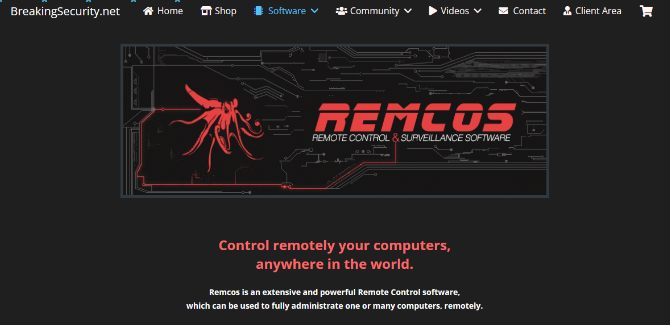 BreakingSecurity.net Home Shop Software Community Videos Contact Client Area
REMCOS
REMOTE CONTROL & SURVEILLANCE SOFTWARE
Control remotely your computers,
anywhere in the world.
Remcos is an extensive and powerful Remote Control software,
which can be used to fully administrate one or many computers, remotely.